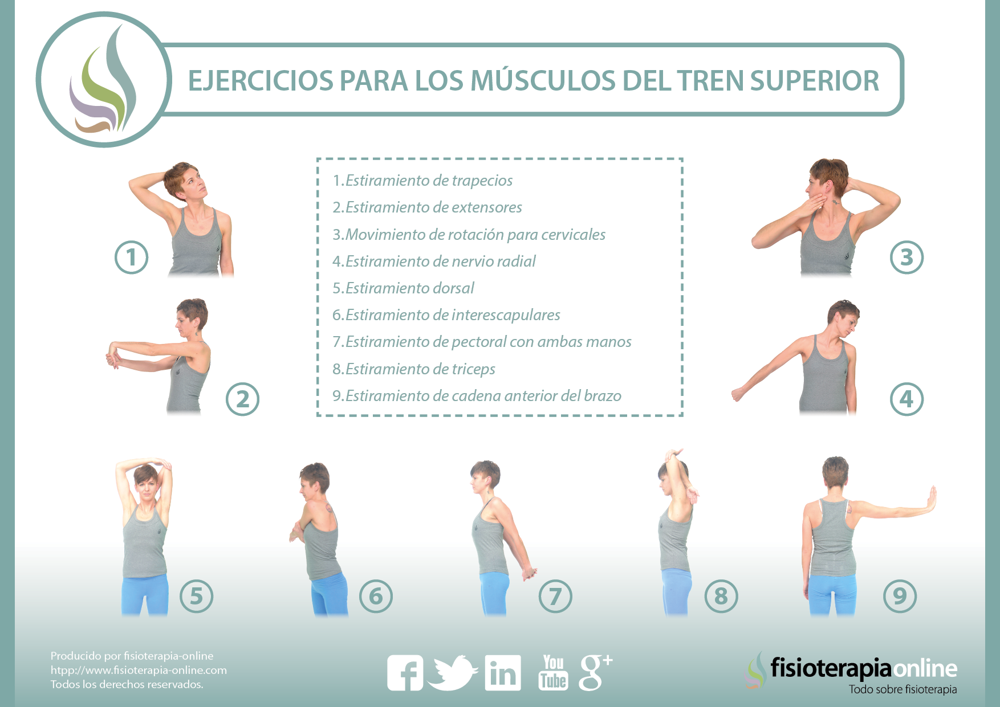 EJERCICIOS PARA LOS MÚSCULOS DEL TREN SUPERIOR
1.Estiramiento de trapecios
2.Estiramiento de extensores
3.Movimiento de rotación para cervicales
4.Estiramiento de nervio radial
5.Estiramiento dorsal
6.Estiramiento de interescapulares
7.Estiramiento de pectoral con ambas manos
8.Estiramiento de triceps
9.Estiramiento de cadena anterior del brazo
1
3
2
4
5
6
7
8
9
Producido por fisioterapia-online
htpp://www.fisioterapia-online.com
Todos los derechos reservados.
f
in
You
Tube
g+
fisioterapiaonline
Todo sobre fisioterapia